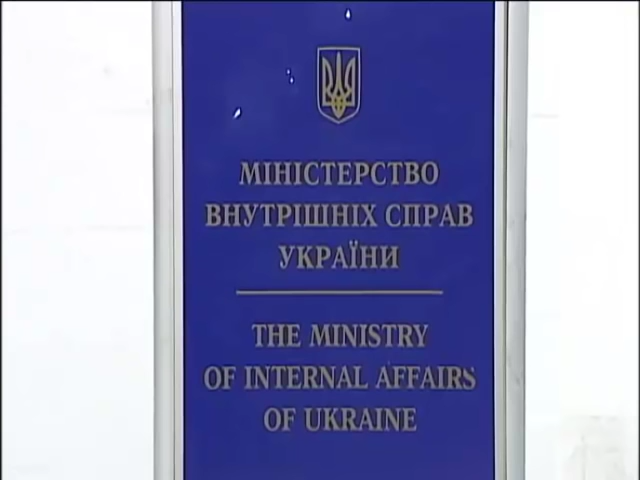 МІНІСТЕРСТВО
ВНУТРІШНІХ СПРАВ
УКРАЇНИ
THE MINISTRY
OF INTERNAL AFFAIRS
OF UKRAINE